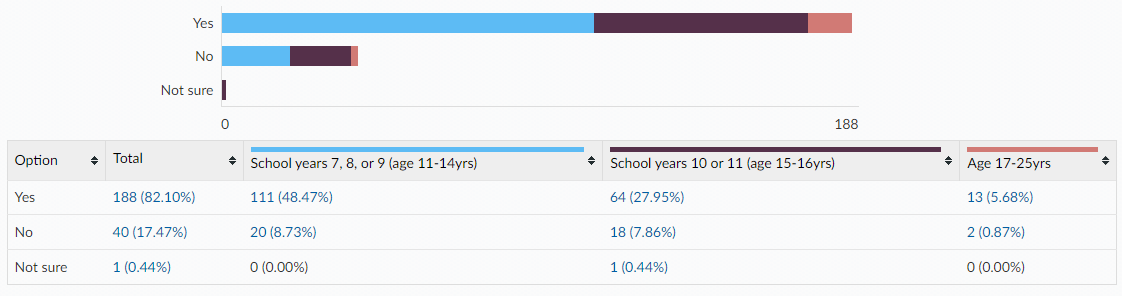 Yes
No
Not sure
0 188
Option Total School years 7, 8, or 9 (age 11-14yrs) School years 10 or 11 (age 15-16yrs) Age 17-25yrs
Yes 188 (82.10%) 111 (48.47%) 64 (27.95%) 13 (5.68%)
No 40 (17.47%) 20 (8.73%) 18 (7.86%) 2 (0.87%)
Not sure 1 (0.44%) 0 (0.00%) 1 (0.44%) 0 (0.00%)